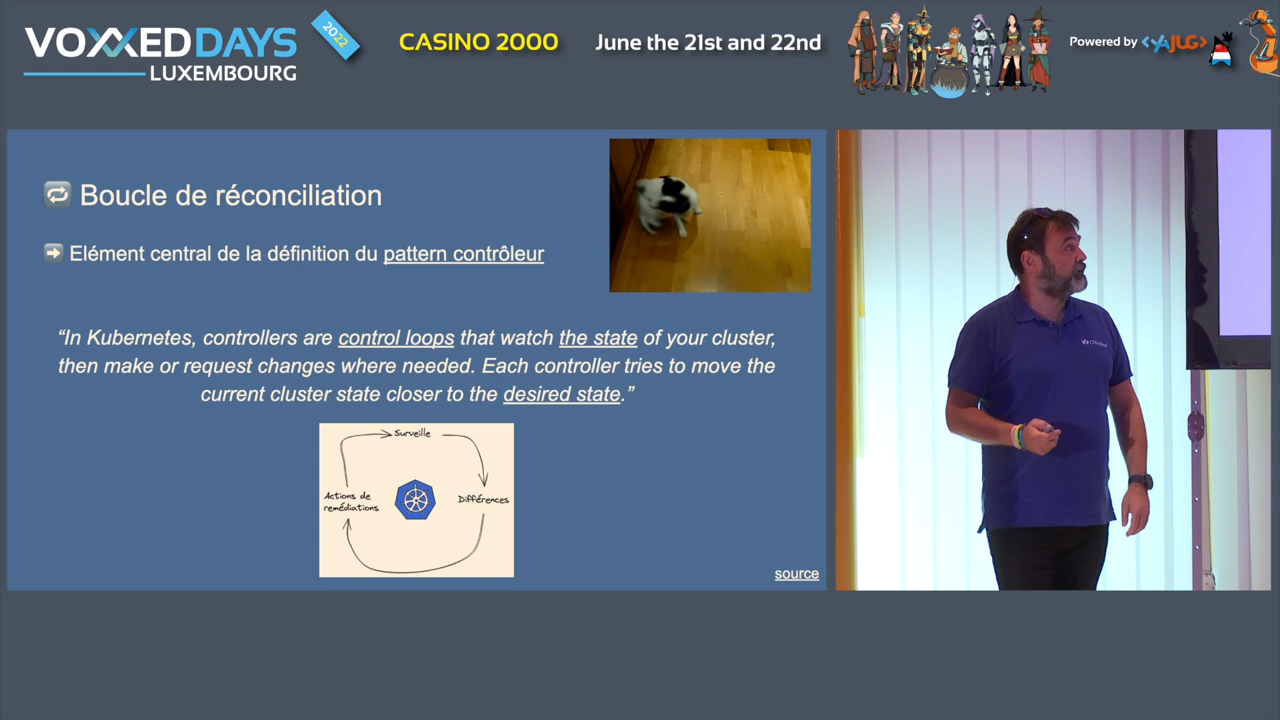 VOXXED DAYS
LUXEMBOURG
2022
CASINO 2000
June the 21st and 22nd
Powered by <YAJUG>
Boucle de réconciliation
Elément central de la définition du pattern contrôleur
“In Kubernetes, controllers are control loops that watch the state of your cluster,
then make or request changes where needed. Each controller tries to move the
current cluster state closer to the desired state.”
Surveille
Différences
Actions de
remédiations
source